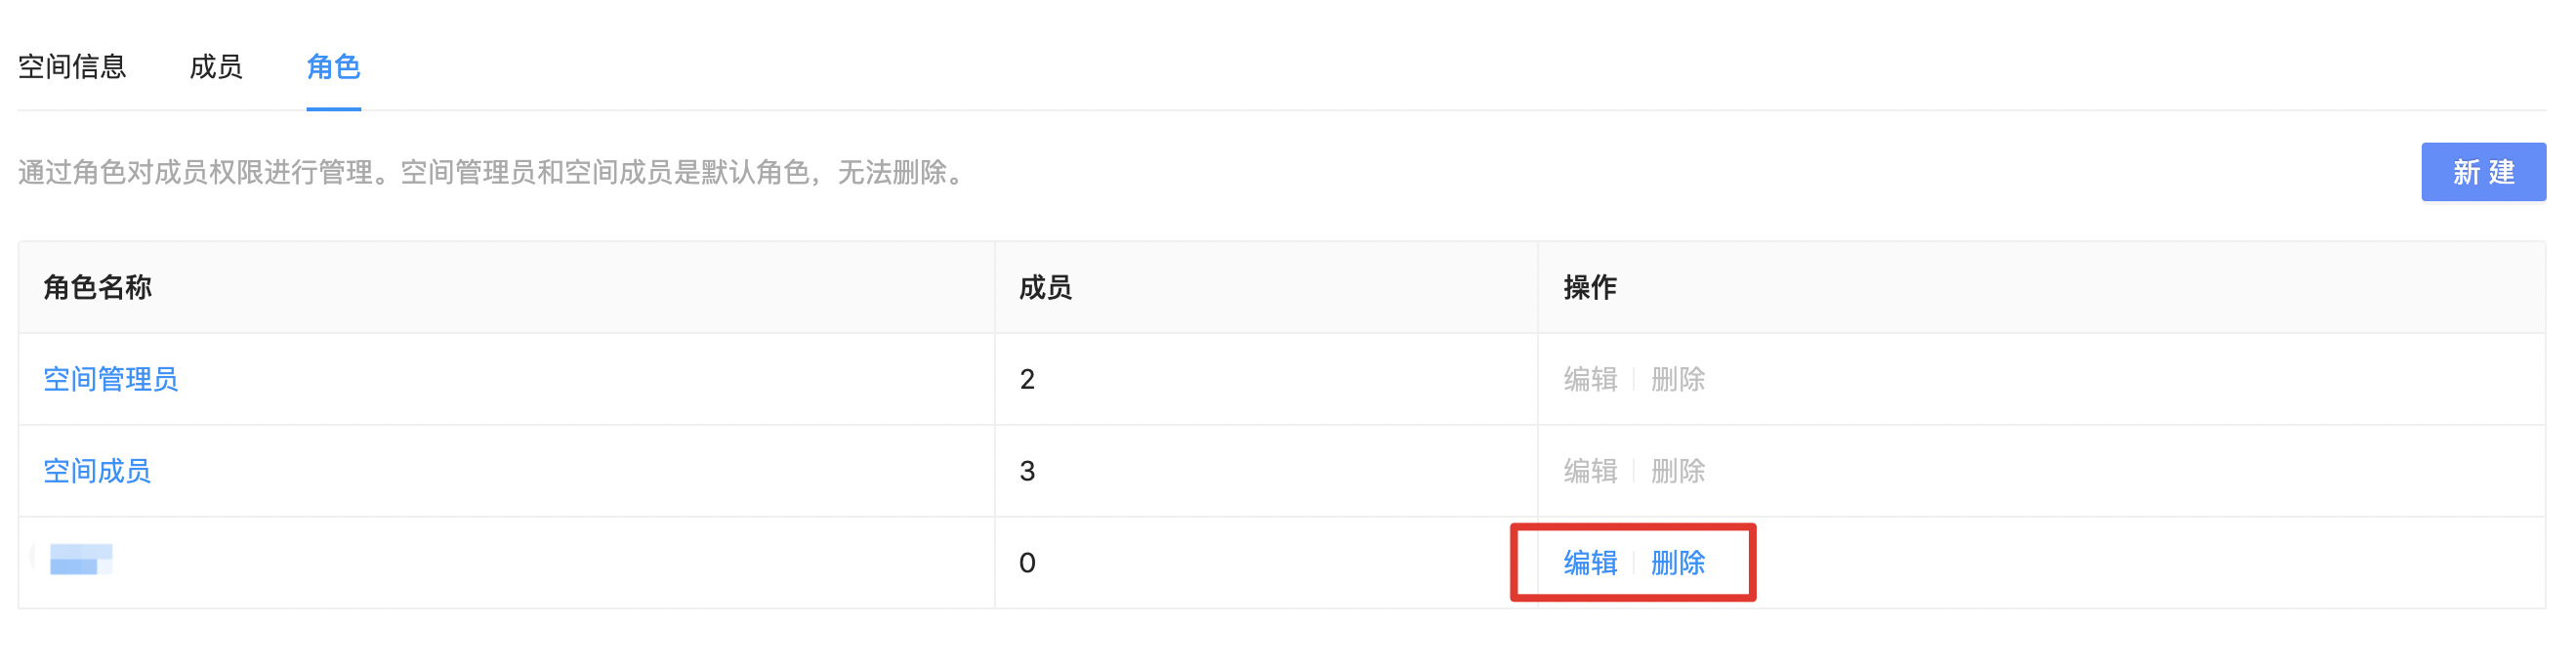 空间信息 成员 角色
通过角色对成员权限进行管理。空间管理员和空间成员是默认角色，无法删除。 新建
角色名称 成员 操作
空间管理员 2 编辑 删除
空间成员 3 编辑 删除
0 编辑 删除